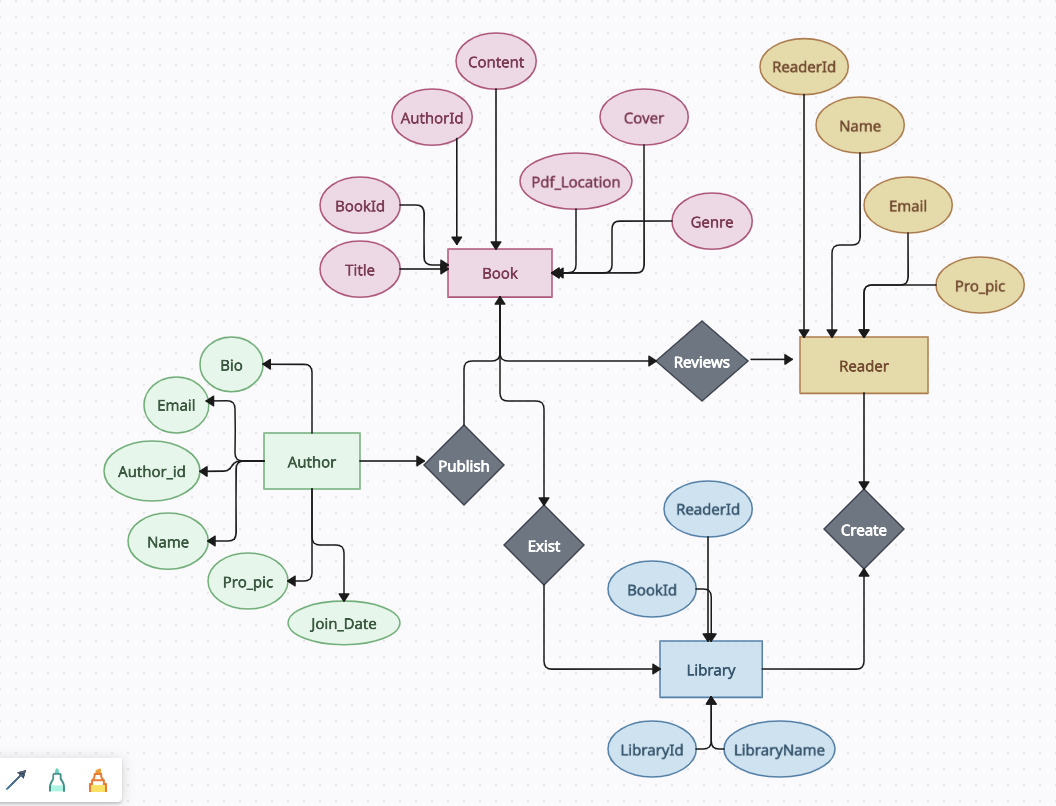 Content
ReaderId
AuthorId
Cover
Name
Pdf_Location
BookId
Email
Genre
Title
Book
Pro_pic
Bio
Reviews
Reader
Email
Author
Publish
Author_id
ReaderId
Name
Exist
Create
Pro_pic
BookId
Join_Date
Library
LibraryId
LibraryName